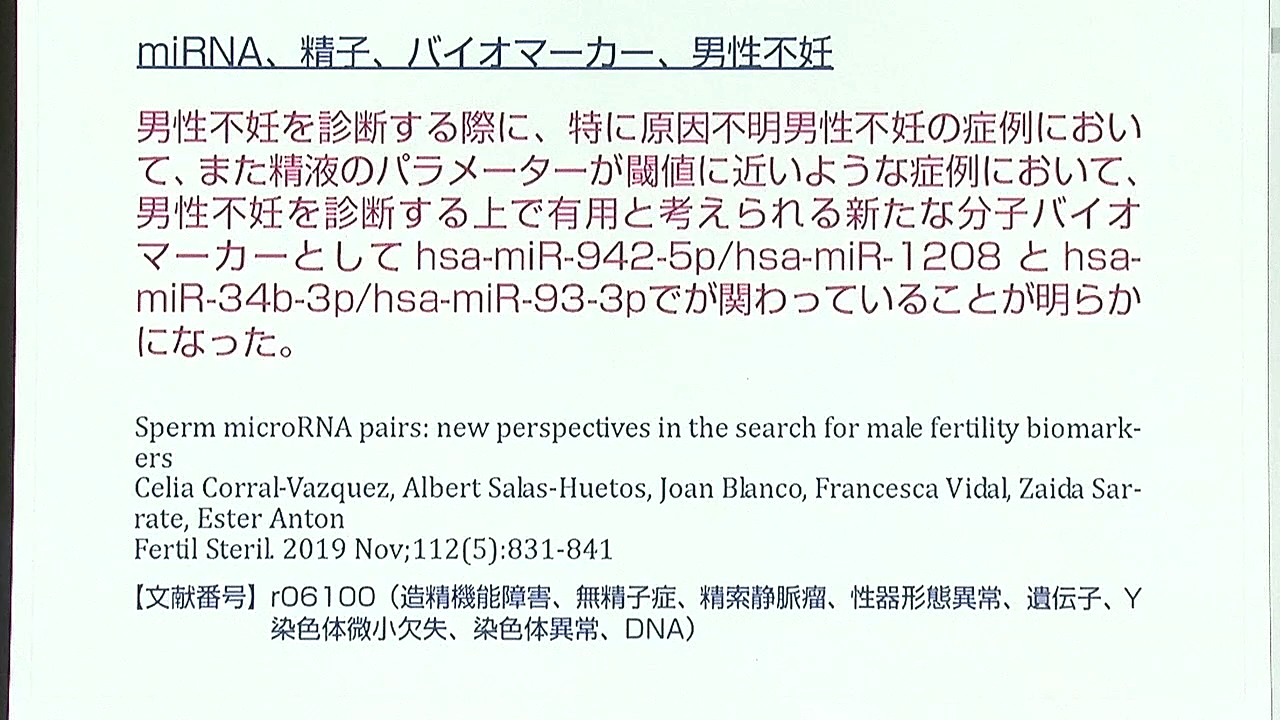 miRNA、精子、バイオマーカー、男性不妊
男性不妊を診断する際に、特に原因不明男性不妊の症例におい
て、また精液のパラメーターが閾値に近いような症例において、
男性不妊を診断する上で有用と考えられる新たな分子バイオ
マーカーとして hsa-miR-942-5p/hsa-miR-1208 と hsa-
miR-34b-3p/hsa-miR-93-3pでが関わっていることが明らか
になった。
Sperm microRNA pairs: new perspectives in the search for male fertility biomark-
ers
Celia Corral-Vazquez, Albert Salas-Huetos, Joan Blanco, Francesca Vidal, Zaida Sar-
rate, Ester Anton
Fertil Steril. 2019 Nov;112(5):831-841
【文献番号】r06100（造精機能障害、無精子症、精索静脈瘤、性器形態異常、遺伝子、Y
染色体微小欠失、染色体異常、DNA）